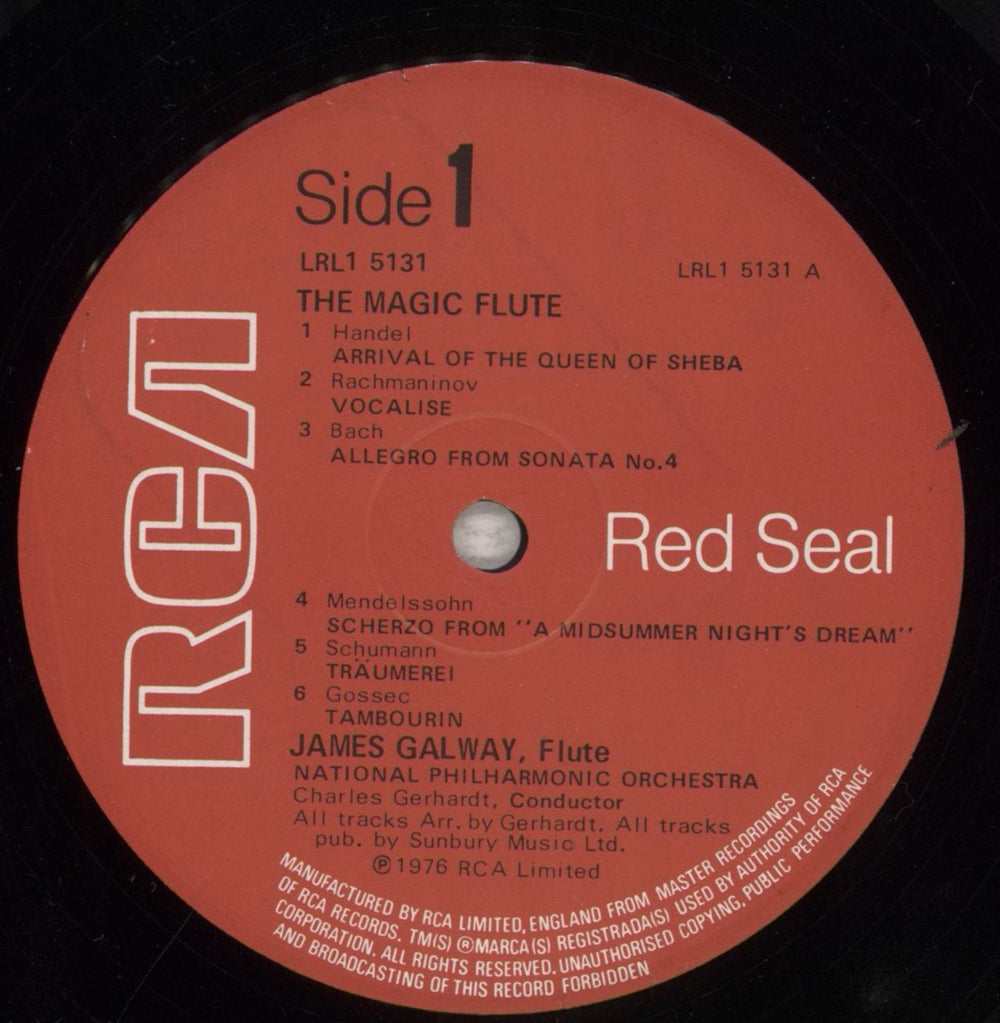 Side 1
LRL1 5131
LRL1 5131 A
THE MAGIC FLUTE
1 Handel
ARRIVAL OF THE QUEEN OF SHEBA
2 Rachmaninov
VOCALISE
3 Bach
ALLEGRO FROM SONATA No.4
RCA
Red Seal
4 Mendelssohn
SCHERZO FROM "A MIDSUMMER NIGHT'S DREAM"
5 Schumann
TRÄUMEREI
6 Gossec
TAMBOURIN
JAMES GALWAY, Flute
NATIONAL PHILHARMONIC ORCHESTRA
Charles Gerhardt, Conductor
All tracks Arr. by Gerhardt. All tracks
pub. by Sunbury Music Ltd.
℗1976 RCA Limited
MANUFACTURED BY RCA LIMITED, ENGLAND FROM MASTER RECORDINGS
OF RCA RECORDS. TM(S) ® MARCA(S) REGISTRADA(S) USED BY AUTHORITY OF RCA
CORPORATION. ALL RIGHTS RESERVED. UNAUTHORISED COPYING, PUBLIC PERFORMANCE
AND BROADCASTING OF THIS RECORD FORBIDDEN